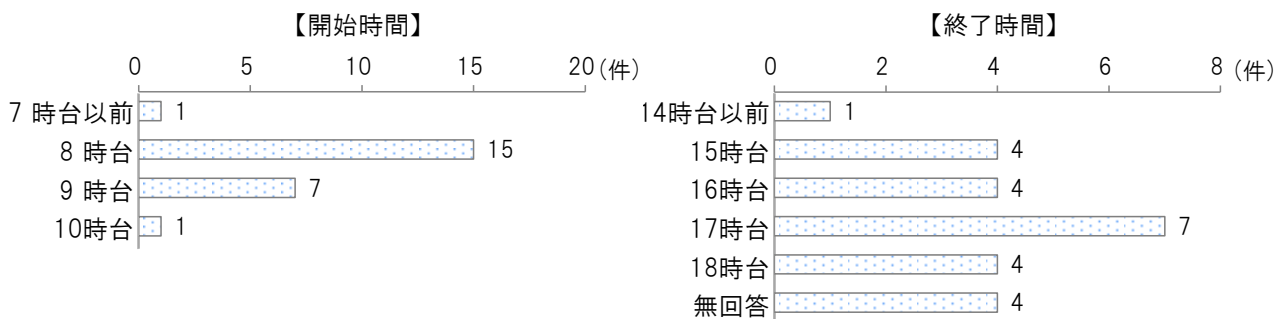 【開始時間】
0 5 10 15 20 (件)
7 時台以前 1
8 時台 15
9 時台 7
10時台 1
【終了時間】
0 2 4 6 8 (件)
14時台以前 1
15時台 4
16時台 4
17時台 7
18時台 4
無回答 4